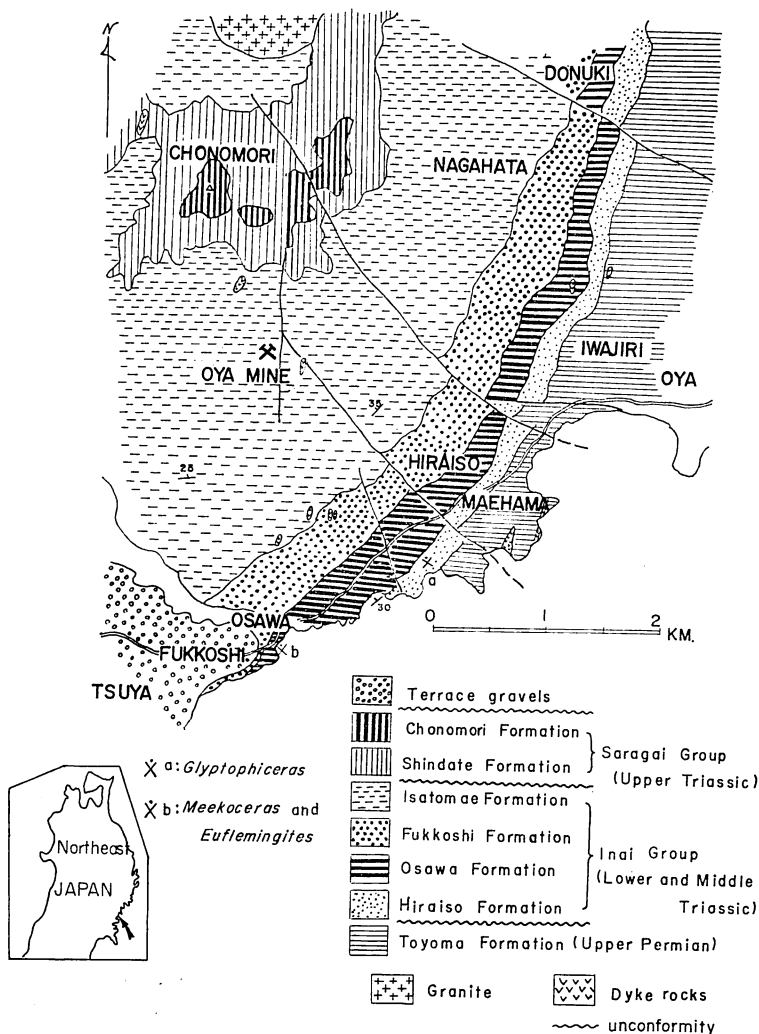 N
DONUKI
CHONOMORI
NAGAHATA
IWAJIRI
OYA MINE
OYA
35
HIRAISO
28
MAEHAMA
a
30
OSAWA
0 1 2
KM.
FUKKOSHI
b
TSUYA
Terrace gravels
Chonomori Formation
Shindate Formation
Saragai Group
(Upper Triassic)
Isatomae Formation
Fukkoshi Formation
Osawa Formation
Hiraiso Formation
Inai Group
(Lower and Middle
Triassic)
Toyoma Formation (Upper Permian)
Granite
Dyke rocks
unconformity
a: Glyptophiceras
b: Meekoceras and
Euflemingites
Northeast
JAPAN